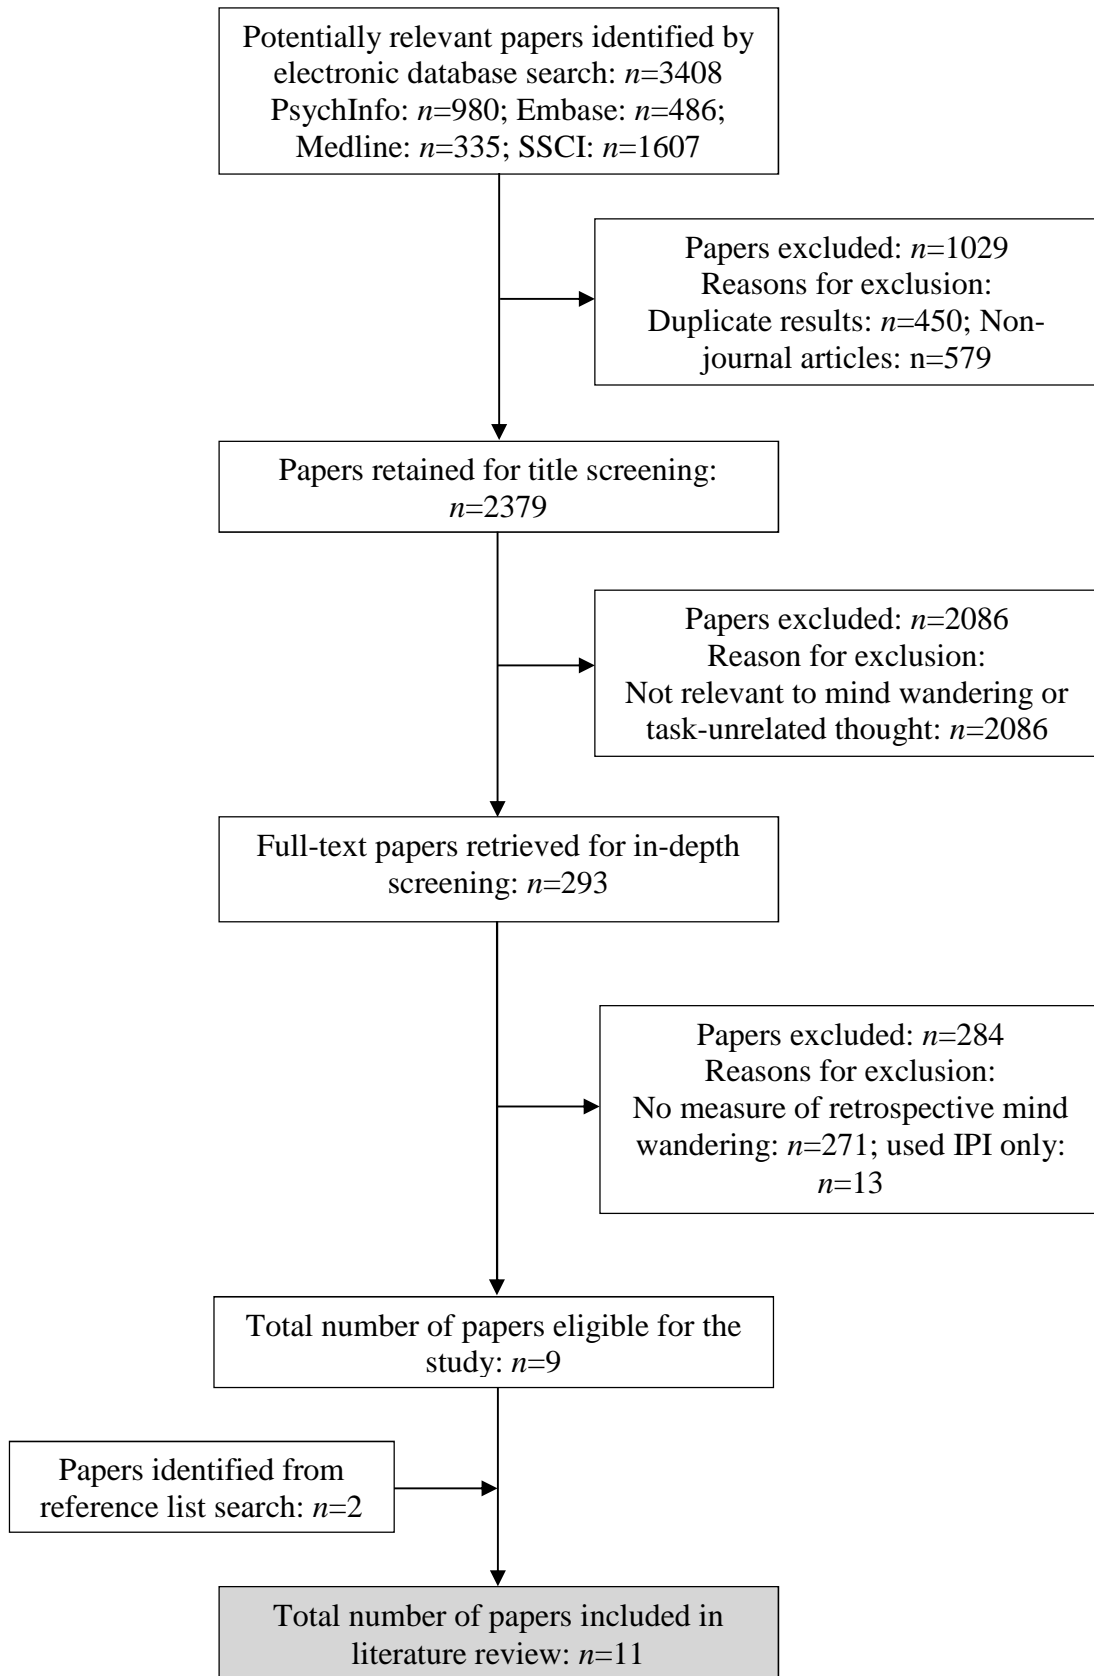 Potentially relevant papers identified by
electronic database search: n=3408
PsychInfo: n=980; Embase: n=486;
Medline: n=335; SSCI: n=1607
Papers excluded: n=1029
Reasons for exclusion:
Duplicate results: n=450; Non-
journal articles: n=579
Papers retained for title screening:
n=2379
Papers excluded: n=2086
Reason for exclusion:
Not relevant to mind wandering or
task-unrelated thought: n=2086
Full-text papers retrieved for in-depth
screening: n=293
Papers excluded: n=284
Reasons for exclusion:
No measure of retrospective mind
wandering: n=271; used IPI only:
n=13
Total number of papers eligible for the
study: n=9
Papers identified from
reference list search: n=2
Total number of papers included in
literature review: n=11